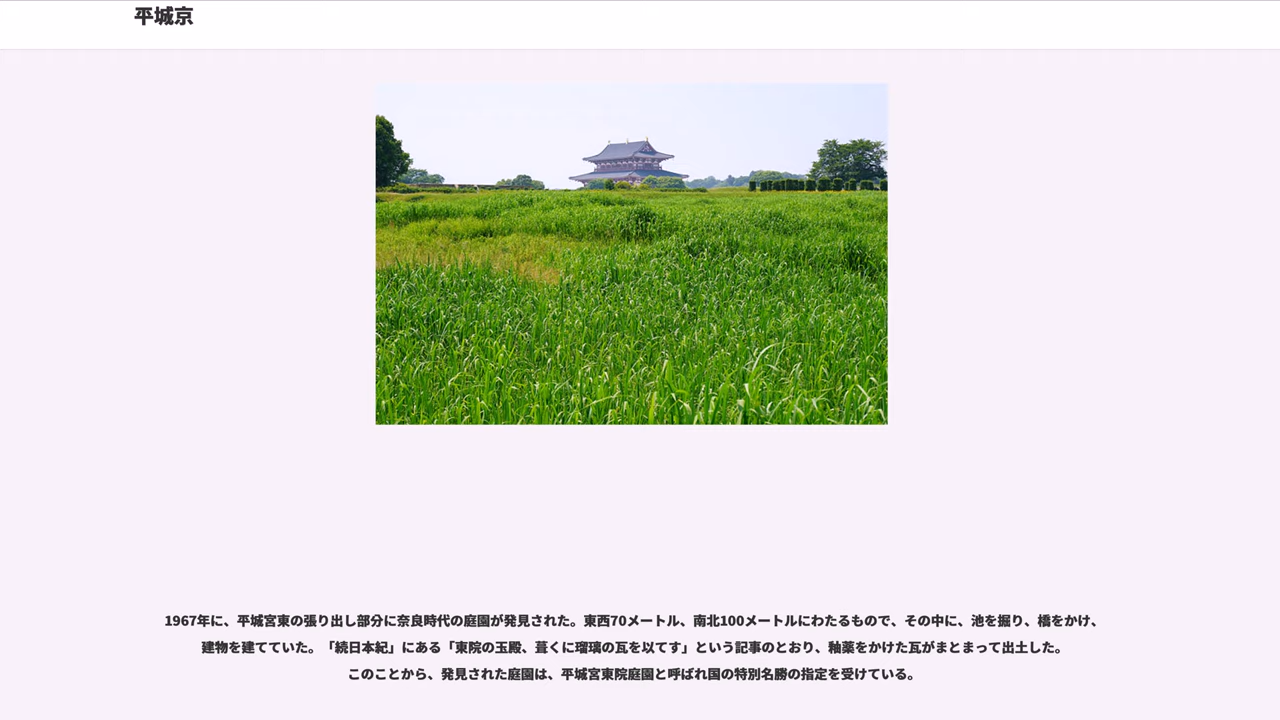 平城京
1967年に、平城宮東の張り出し部分に奈良時代の庭園が発見された。東西70メートル、南北100メートルにわたるもので、その中に、池を掘り、橋をかけ、
建物を建てていた。「続日本紀」にある「東院の玉殿、葺くに瑠璃の瓦を以てす」という記事のとおり、釉薬をかけた瓦がまとまって出土した。
このことから、発見された庭園は、平城宮東院庭園と呼ばれ国の特別名勝の指定を受けている。